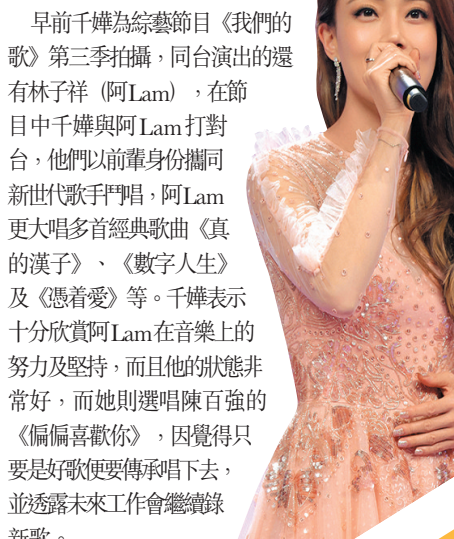 早前千嬅為綜藝節目《我們的
歌》第三季拍攝，同台演出的還
有林子祥（阿Lam），在節
目中千嬅與阿Lam打對
台，他們以前輩身份攜同
新世代歌手鬥唱，阿Lam
更大唱多首經典歌曲《真
的漢子》、《數字人生》
及《憑着愛》等。千嬅表示
十分欣賞阿Lam在音樂上的
努力及堅持，而且他的狀態非
常好，而她則選唱陳百強的
《偏偏喜歡你》，因覺得只
要是好歌便要傳承唱下去，
並透露未來工作會繼續錄
新歌。